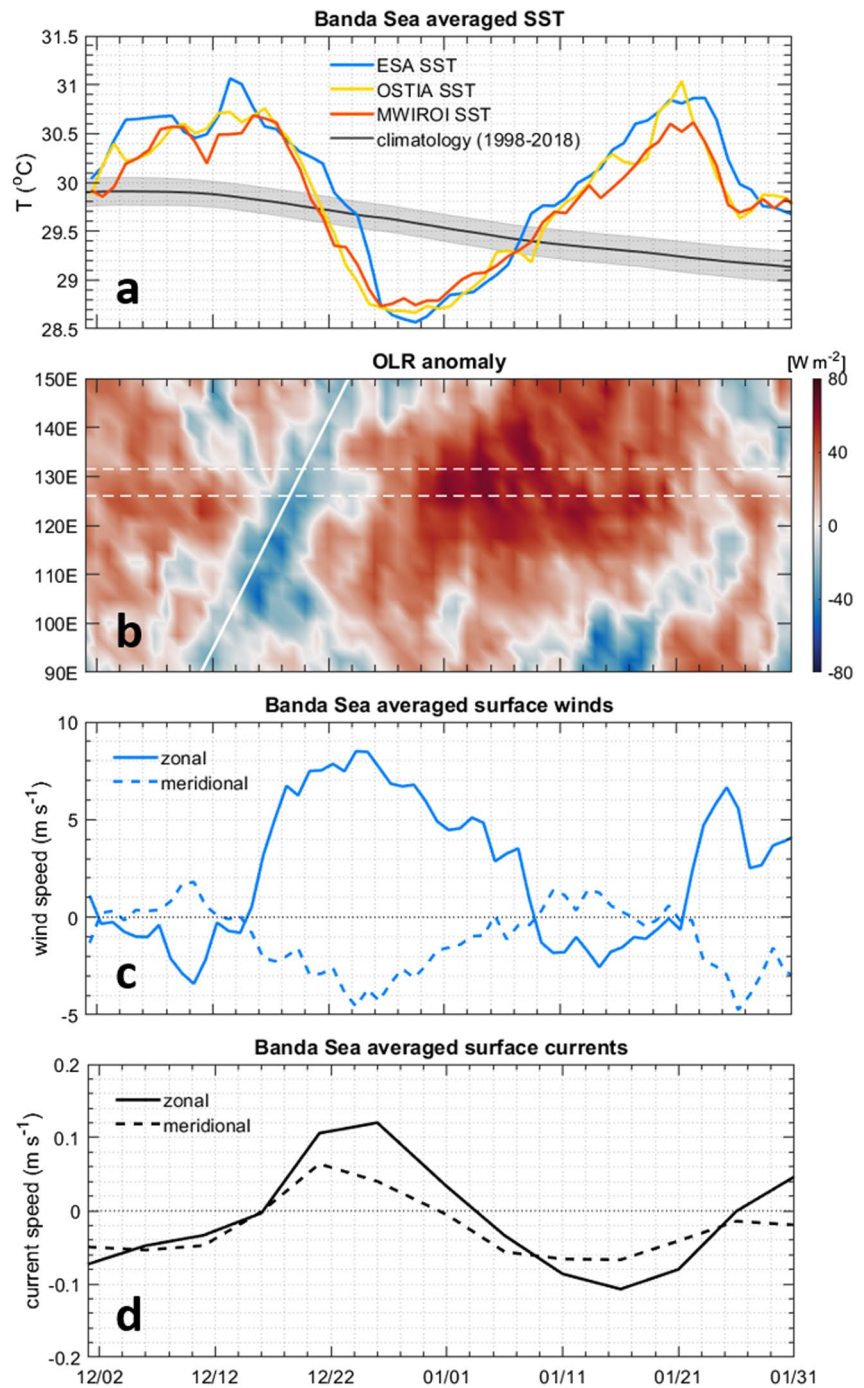 Banda Sea averaged SST
31.5
31
30.5
30
29.5
29
28.5
T (°C)
ESA SST
OSTIA SST
MWIROI SST
climatology (1998-2018)
a
OLR anomaly
[W m-2]
150E
140E
130E
120E
110E
100E
90E
80
40
0
-40
-80
b
Banda Sea averaged surface winds
10
5
0
-5
wind speed (m s-1)
zonal
meridional
c
Banda Sea averaged surface currents
0.2
0.1
0
-0.1
-0.2
current speed (m s-1)
zonal
meridional
d
12/02 12/12 12/22 01/01 01/11 01/21 01/31